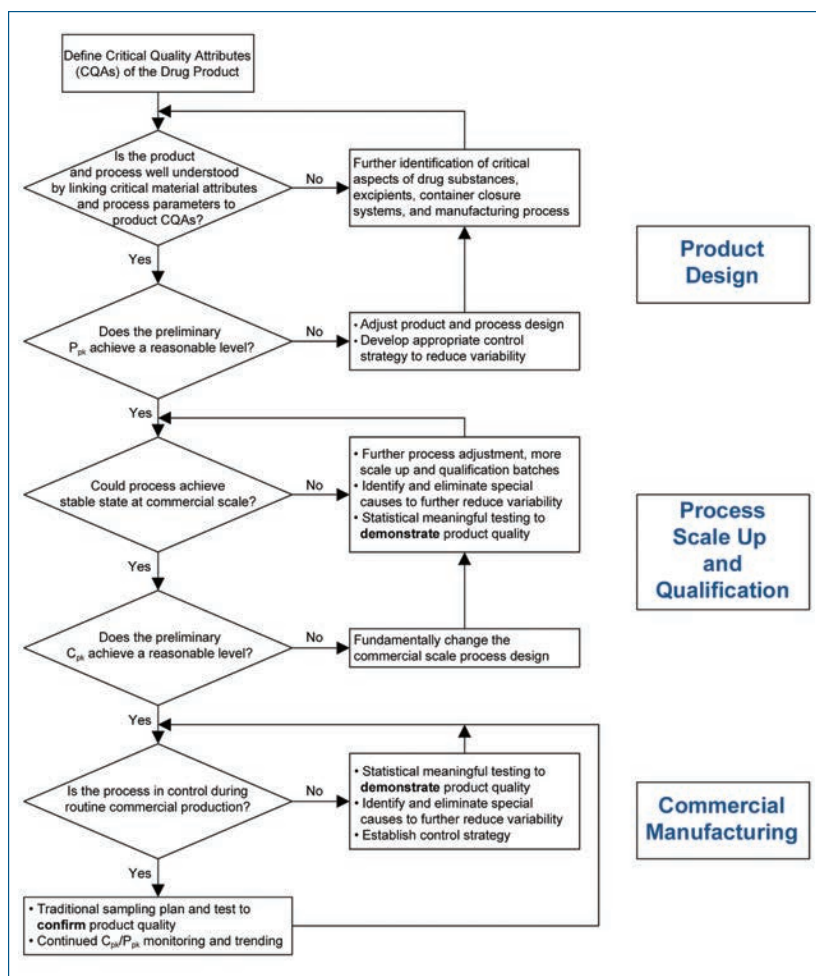 Define Critical Quality Attributes
(CQAs) of the Drug Product
Is the product
and process well understood
by linking critical material attributes
and process parameters to
product CQAs?
No
Further identification of critical
aspects of drug substances,
excipients, container closure
systems, and manufacturing process
Yes
Product
Design
Does the preliminary
Ppk achieve a reasonable level?
No
• Adjust product and process design
• Develop appropriate control
strategy to reduce variability
Yes
Could process achieve
stable state at commercial scale?
No
• Further process adjustment, more
scale up and qualification batches
• Identify and eliminate special
causes to further reduce variability
• Statistical meaningful testing to
demonstrate product quality
Process
Scale Up
and
Qualification
Yes
Does the preliminary
Cpk achieve a reasonable level?
No
Fundamentally change the
commercial scale process design
Yes
Is the process in control during
routine commercial production?
No
• Statistical meaningful testing to
demonstrate product quality
• Identify and eliminate special
causes to further reduce variability
• Establish control strategy
Commercial
Manufacturing
Yes
• Traditional sampling plan and test to
confirm product quality
• Continued Cpk/Ppk monitoring and trending